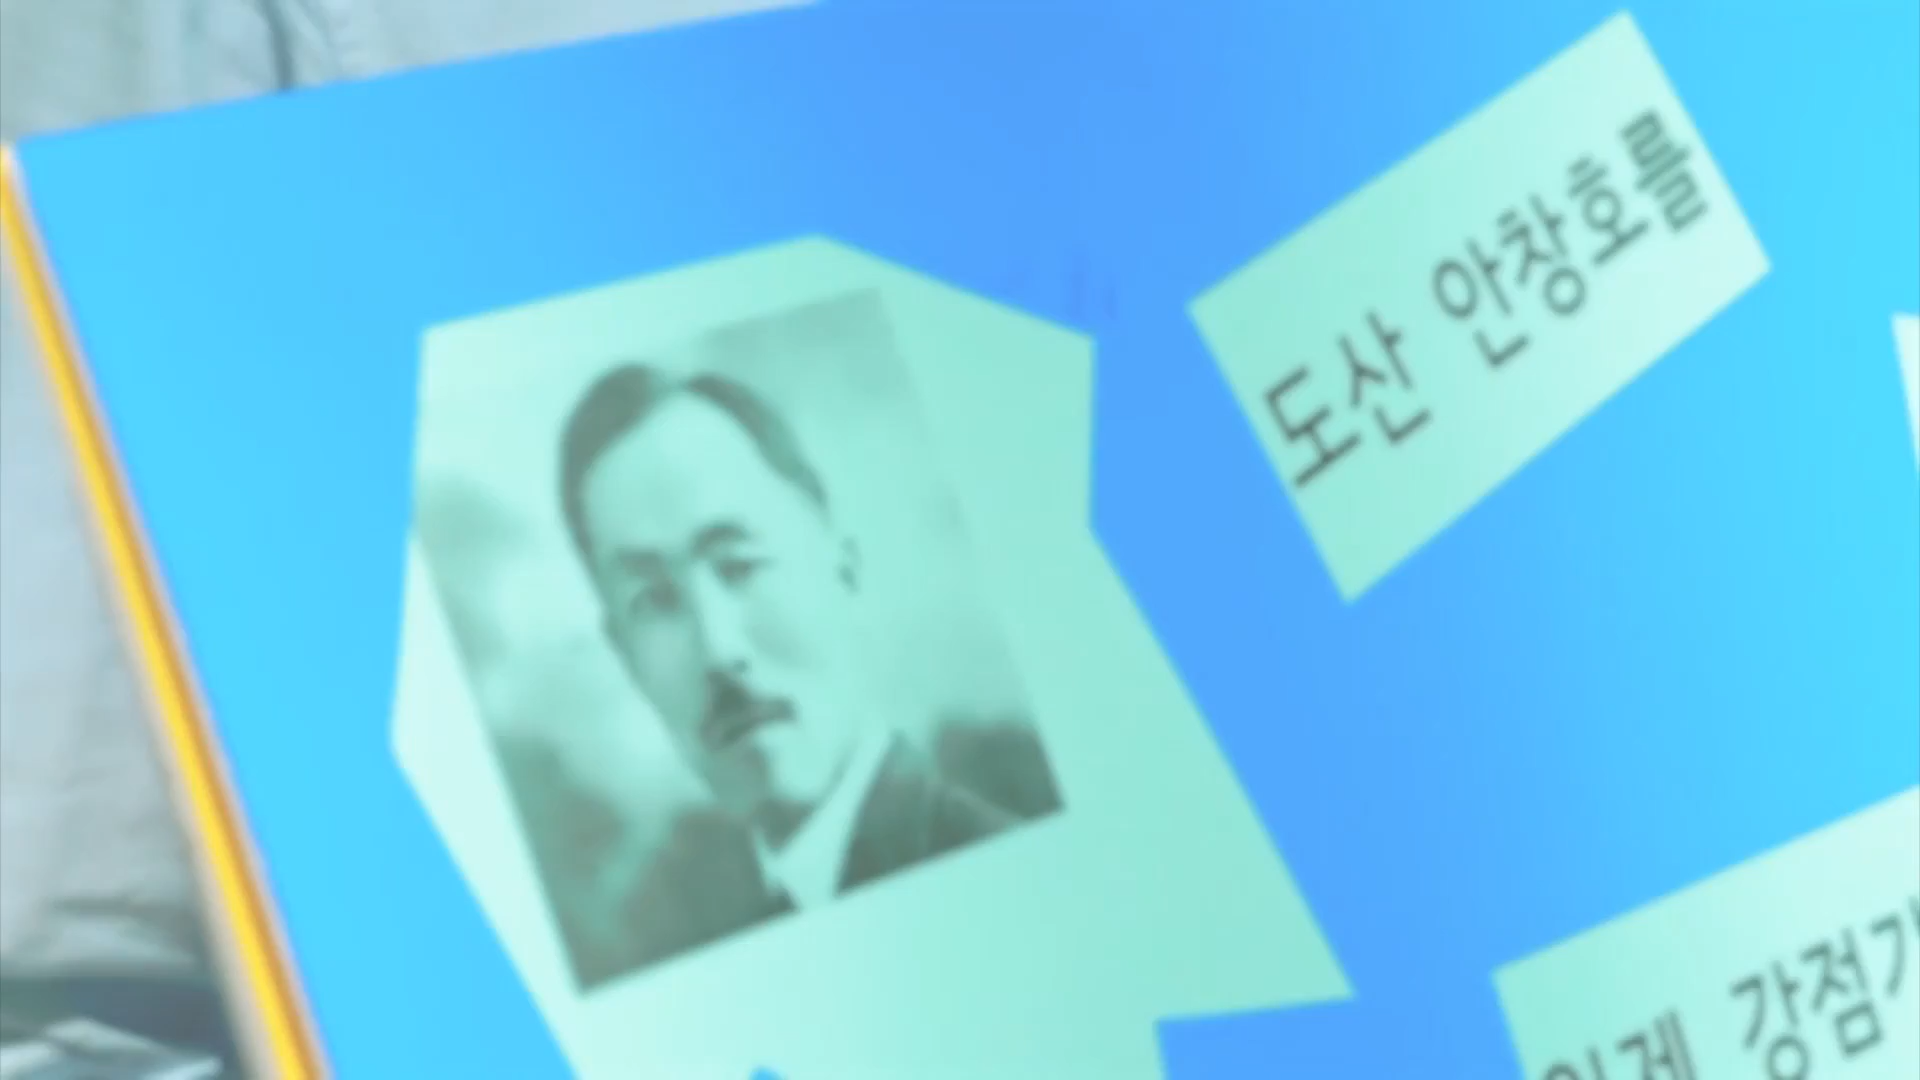 도산 안창호를
일제 강점기